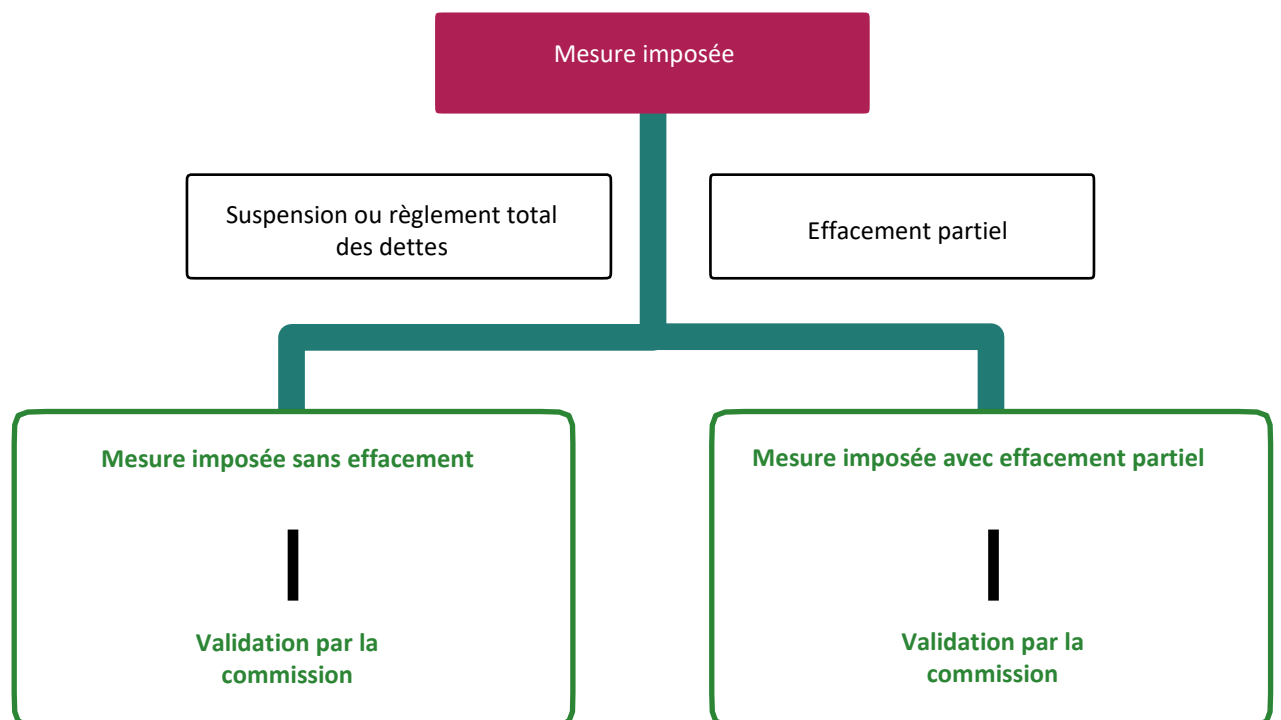 Mesure imposée
Suspension ou règlement total
des dettes
Effacement partiel
Mesure imposée sans effacement
Validation par la
commission
Mesure imposée avec effacement partiel
Validation par la
commission